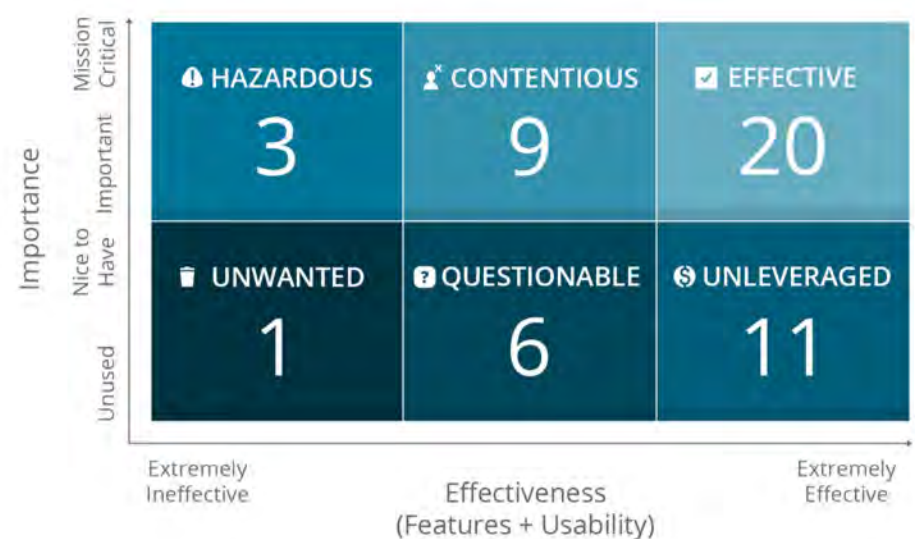 Importance
Mission
Critical
Important
Nice to
Have
Unused
HAZARDOUS
3
CONTENTIOUS
9
EFFECTIVE
20
UNWANTED
1
QUESTIONABLE
6
UNLEVERAGED
11
Extremely
Ineffective
Effectiveness
(Features + Usability)
Extremely
Effective